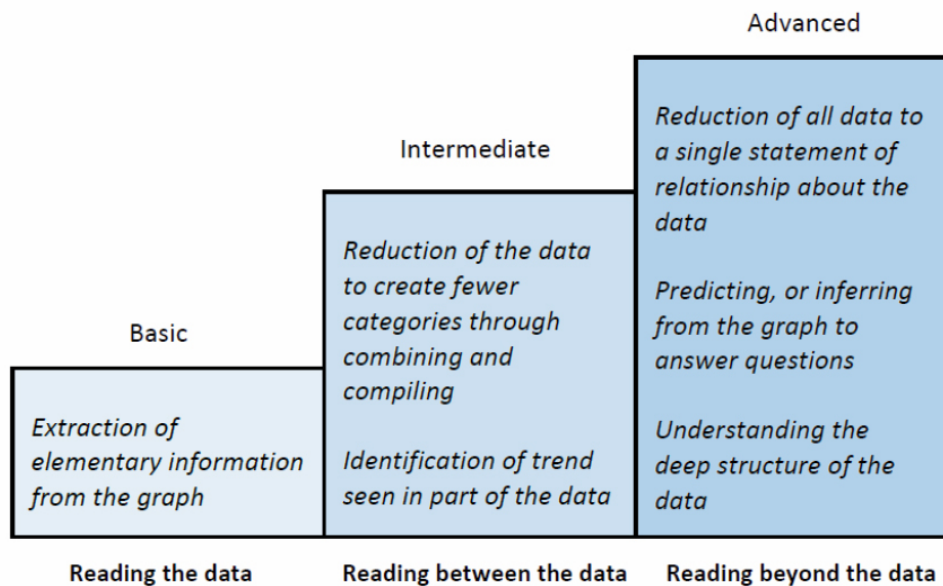 Advanced
Reduction of all data to
a single statement of
relationship about the
data
Predicting, or inferring
from the graph to
answer questions
Understanding the
deep structure of the
data
Intermediate
Reduction of the data
to create fewer
categories through
combining and
compiling
Identification of trend
seen in part of the data
Basic
Extraction of
elementary information
from the graph
Reading the data
Reading between the data
Reading beyond the data